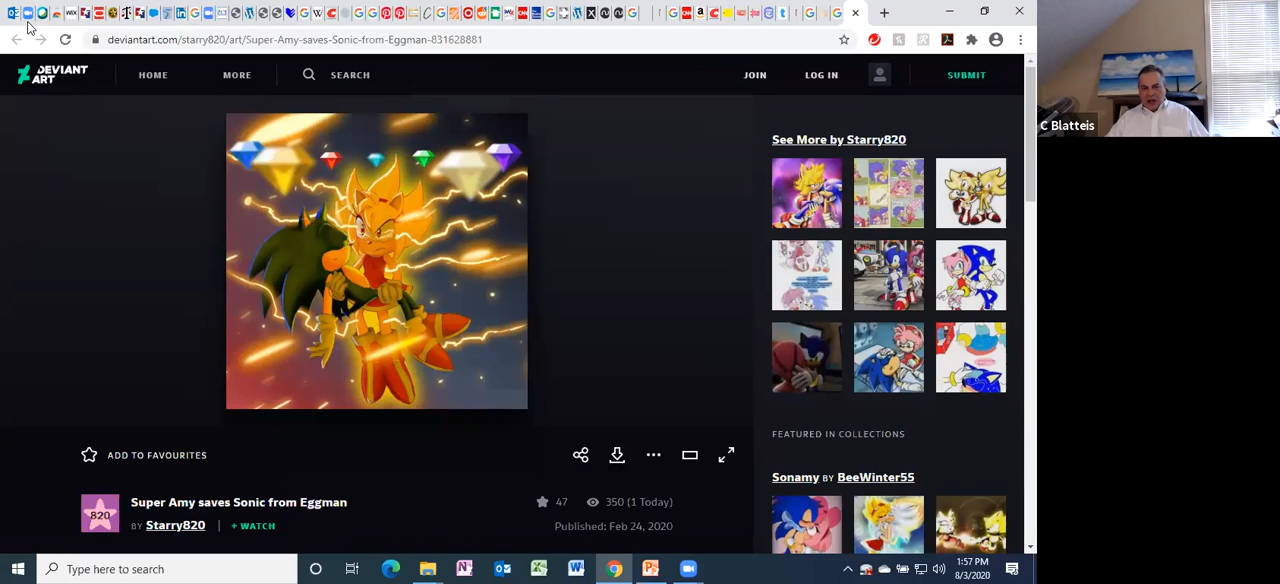 deviantart.com/starry820/art/Super-Amy-saves-Sonic-from-Eggman-831628881
DEVIANT ART
HOME
MORE
SEARCH
JOIN
LOG IN
SUBMIT
C Blatteis
See More by Starry820
ADD TO FAVOURITES
FEATURED IN COLLECTIONS
Sonamy BY BeeWinter55
820
Super Amy saves Sonic from Eggman
BY Starry820
+ WATCH
47
350 (1 Today)
Published: Feb 24, 2020
Type here to search
1:57 PM
8/3/2020